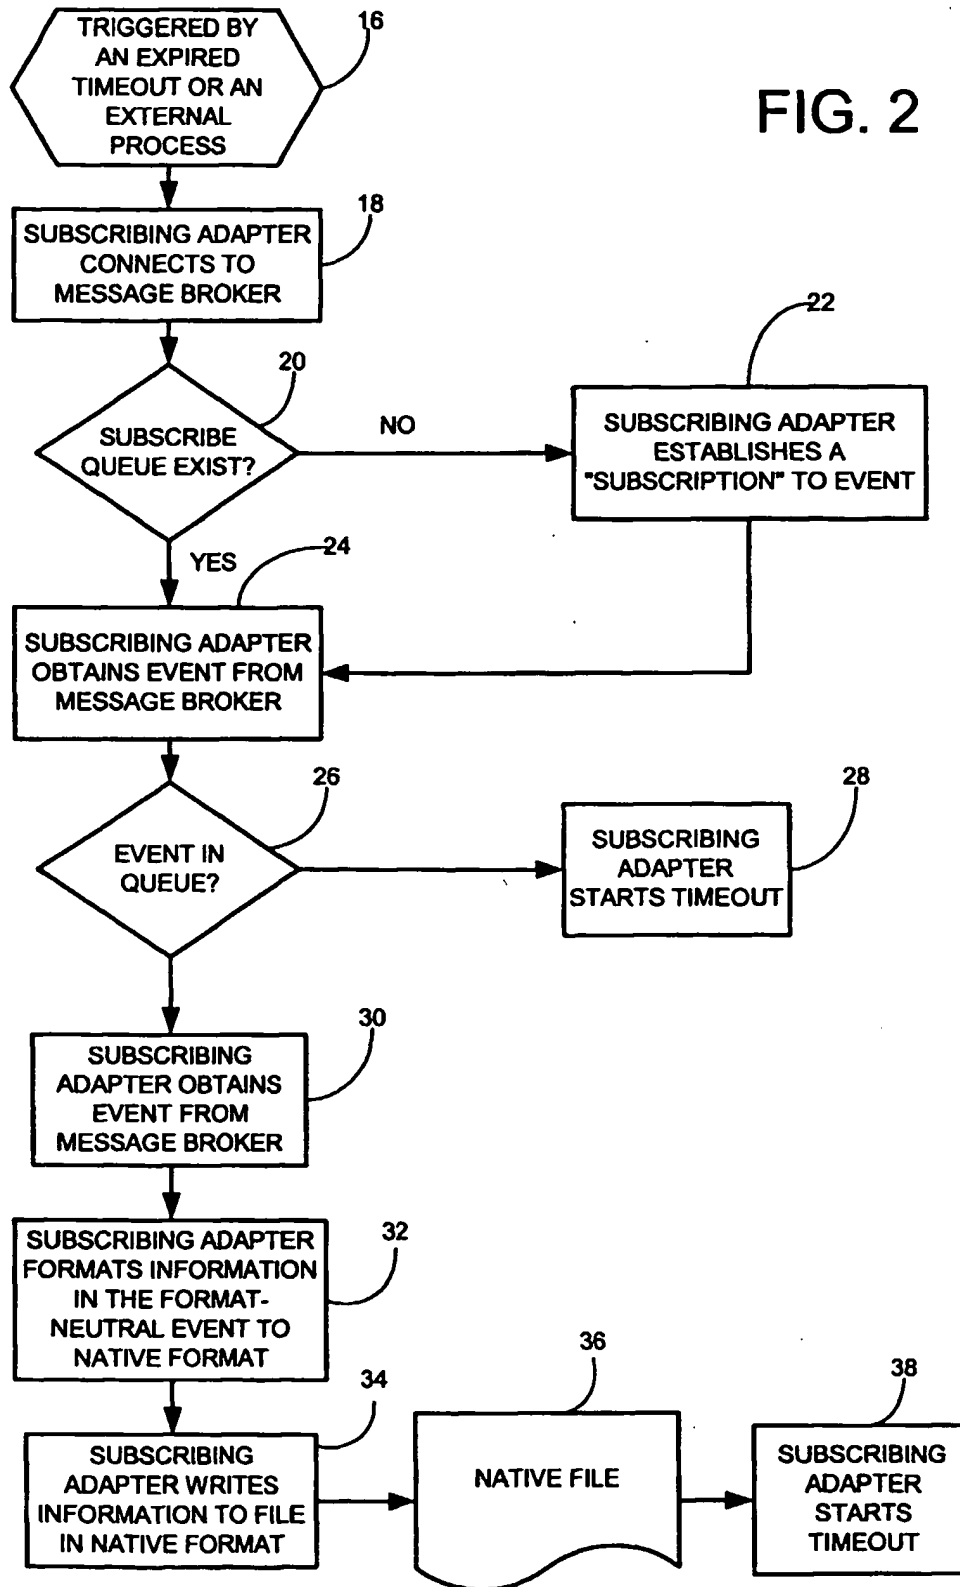 TRIGGERED BY
AN EXPIRED
TIMEOUT OR AN
EXTERNAL
PROCESS
16
FIG. 2
SUBSCRIBING ADAPTER
CONNECTS TO
MESSAGE BROKER
18
SUBSCRIBE
QUEUE EXIST?
20
NO
22
SUBSCRIBING ADAPTER
ESTABLISHES A
"SUBSCRIPTION" TO EVENT
YES
24
SUBSCRIBING ADAPTER
OBTAINS EVENT FROM
MESSAGE BROKER
26
EVENT IN
QUEUE?
28
SUBSCRIBING
ADAPTER
STARTS TIMEOUT
30
SUBSCRIBING
ADAPTER OBTAINS
EVENT FROM
MESSAGE BROKER
32
SUBSCRIBING ADAPTER
FORMATS INFORMATION
IN THE FORMAT-
NEUTRAL EVENT TO
NATIVE FORMAT
34
SUBSCRIBING
ADAPTER WRITES
INFORMATION TO FILE
IN NATIVE FORMAT
36
NATIVE FILE
38
SUBSCRIBING
ADAPTER
STARTS
TIMEOUT